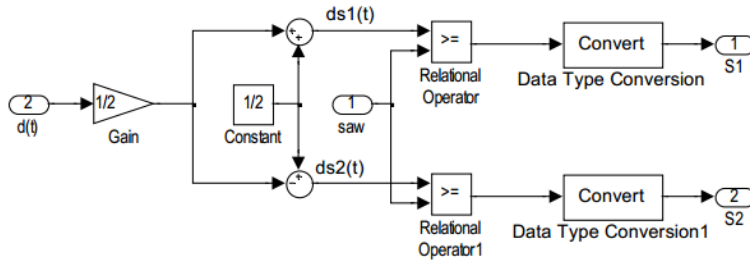 ds1(t)
+
+
>=
Relational
Operator
Convert
Data Type Conversion
1
S1
2
d(t)
1/2
Gain
1/2
Constant
1
saw
ds2(t)
+
-
>=
Relational
Operator1
Convert
Data Type Conversion1
2
S2